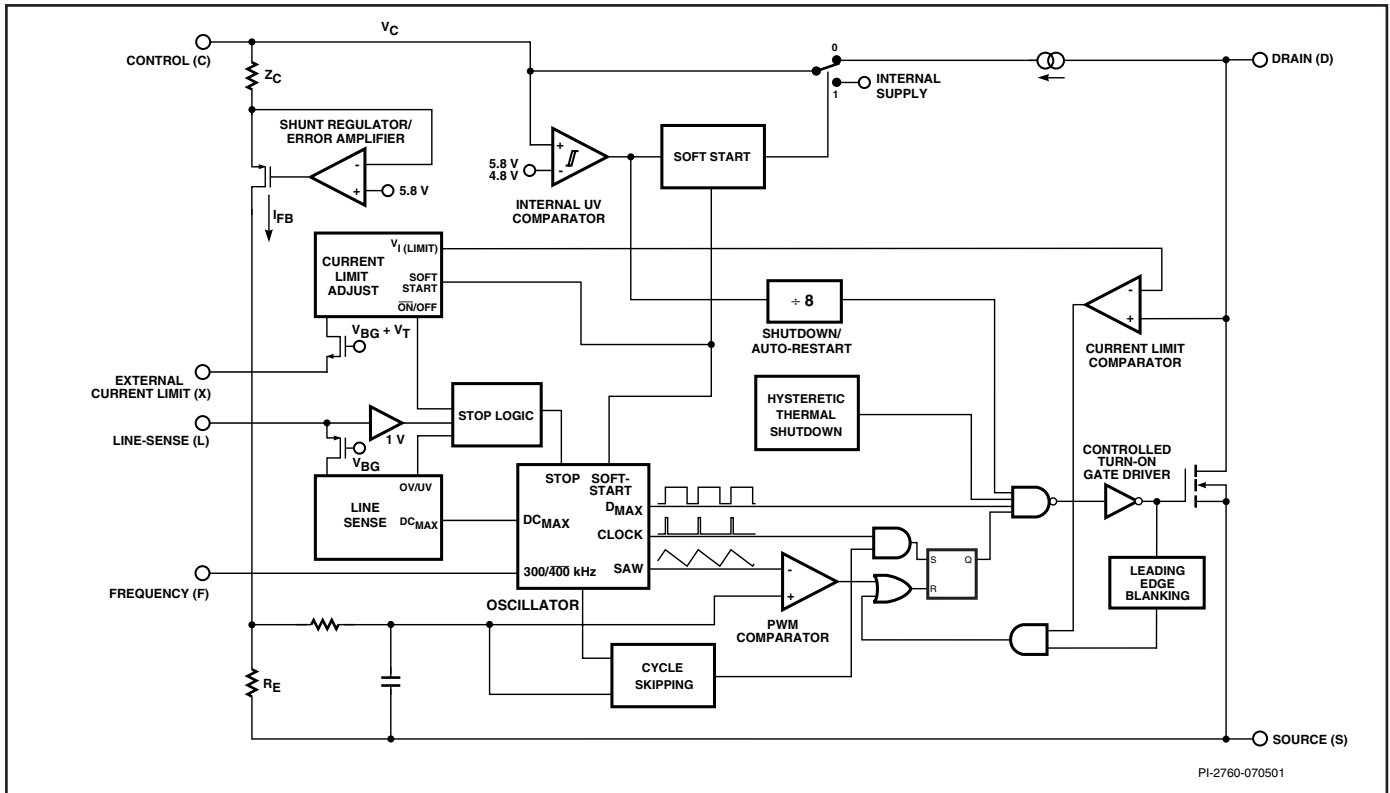 V_C
0
CONTROL (C)
DRAIN (D)
Z_C
1
INTERNAL
SUPPLY
SHUNT REGULATOR/
ERROR AMPLIFIER
-
+
5.8 V
I_FB
+
-
5.8 V
4.8 V
INTERNAL UV
COMPARATOR
SOFT START
V_I (LIMIT)
CURRENT
LIMIT
ADJUST
SOFT
START
O̅N̅/OFF
÷ 8
SHUTDOWN/
AUTO-RESTART
-
+
CURRENT LIMIT
COMPARATOR
V_BG + V_T
EXTERNAL
CURRENT LIMIT (X)
HYSTERETIC
THERMAL
SHUTDOWN
STOP LOGIC
LINE-SENSE (L)
1 V
V_BG
CONTROLLED
TURN-ON
GATE DRIVER
OV/UV
LINE
SENSE
DC_MAX
STOP
SOFT-
START
D_MAX
DC_MAX
CLOCK
SAW
300/4̅0̅0̅ kHz
OSCILLATOR
S
Q
R
-
+
PWM
COMPARATOR
LEADING
EDGE
BLANKING
FREQUENCY (F)
CYCLE
SKIPPING
R_E
SOURCE (S)
PI-2760-070501